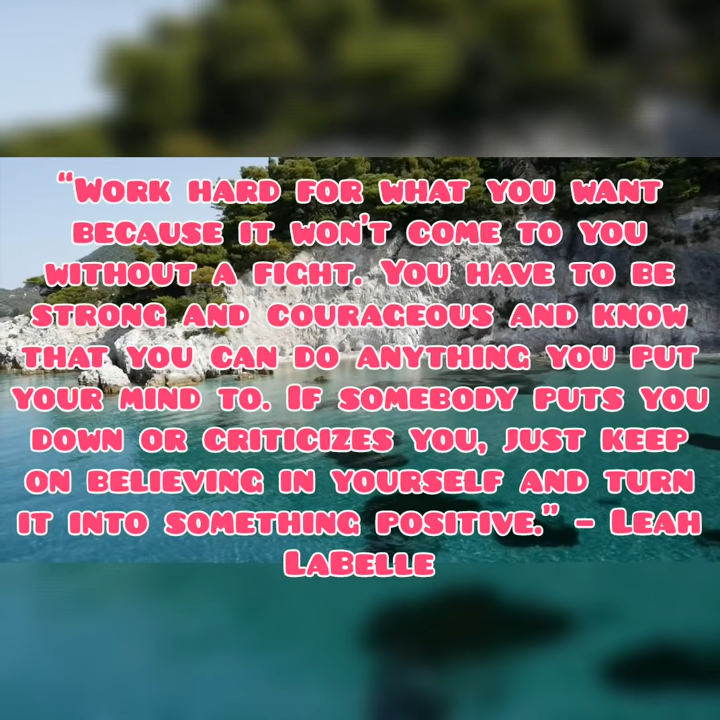 “Work hard for what you want
because it won’t come to you
without a fight. You have to be
strong and courageous and know
that you can do anything you put
your mind to. If somebody puts you
down or criticizes you, just keep
on believing in yourself and turn
it into something positive.” – Leah
LaBelle